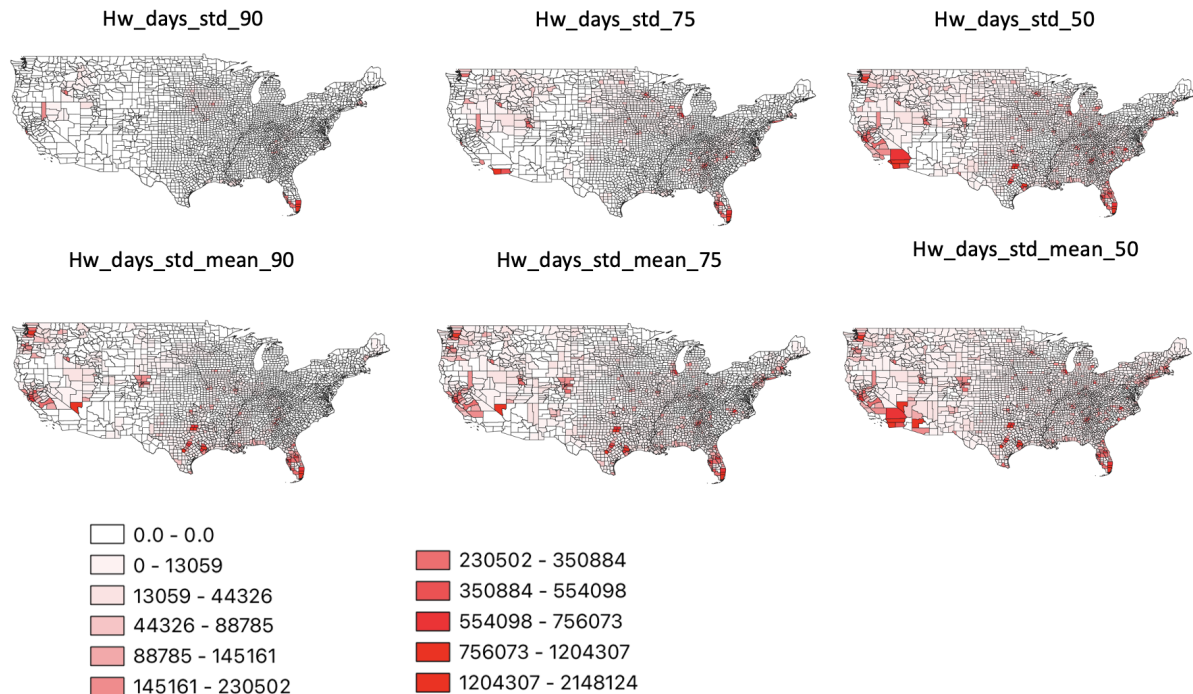 Hw_days_std_90
Hw_days_std_75
Hw_days_std_50
Hw_days_std_mean_90
Hw_days_std_mean_75
Hw_days_std_mean_50
0.0 - 0.0
0 - 13059
13059 - 44326
44326 - 88785
88785 - 145161
145161 - 230502
230502 - 350884
350884 - 554098
554098 - 756073
756073 - 1204307
1204307 - 2148124